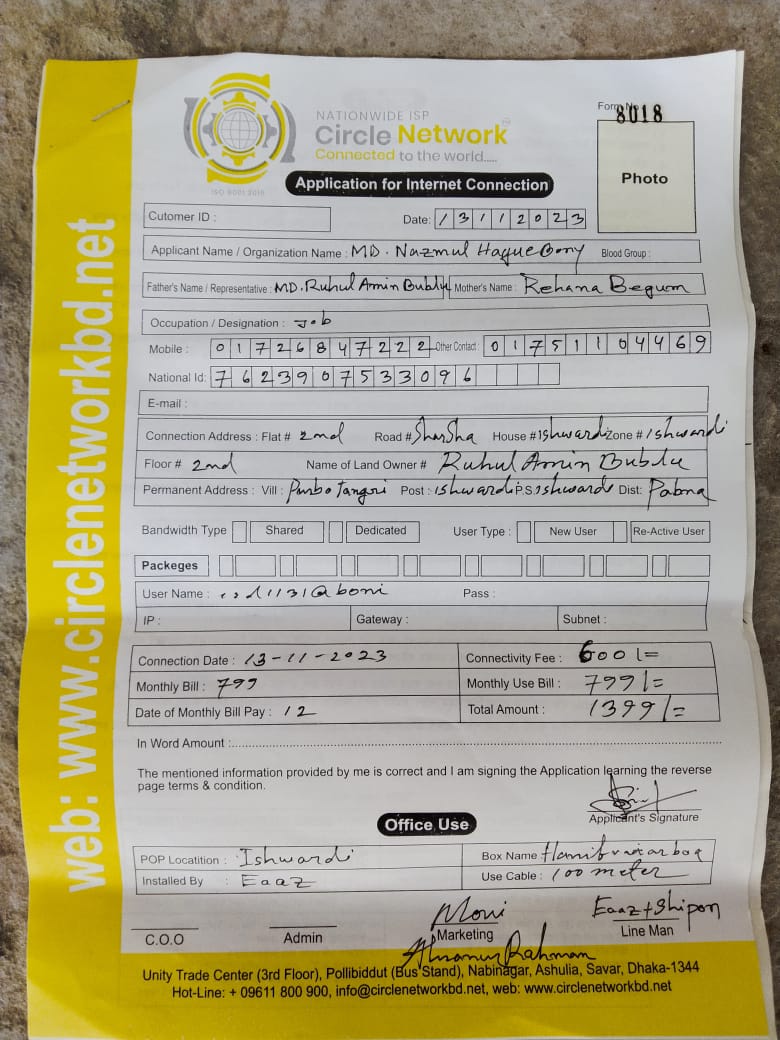 web: www.circlenetworkbd.net
NATIONWIDE ISP
Circle Network
Connected to the world.....
ISO 9001:2015
Form No
8018
Photo
Application for Internet Connection
Cutomer ID :
Date: 13112023
Applicant Name / Organization Name : MD. Nazmul Haque Bony Blood Group :
Father's Name / Representative : MD. Ruhul Amin Bublu Mother's Name : Rehana Begum
Occupation / Designation : Job
Mobile : 01726847222 Other Contact : 01751104469
National Id: 7623907533096
E-mail :
Connection Address : Flat # 2nd Road # Sharsha House # Ishwardi Zone # Ishwardi
Floor # 2nd Name of Land Owner # Ruhul Amin Bublu
Permanent Address : Vill : Purbo Tangri Post : ishwardi P.S. Ishwardi Dist: Pabna
Bandwidth Type Shared Dedicated User Type : New User Re-Active User
Packeges
User Name : @boni Pass :
IP : Gateway : Subnet :
Connection Date : 13-11-2023 Connectivity Fee : 600/=
Monthly Bill : 799 Monthly Use Bill : 799/=
Date of Monthly Bill Pay : 12 Total Amount : 1399/=
In Word Amount :
The mentioned information provided by me is correct and I am signing the Application learning the reverse
page terms & condition.
Applicant's Signature
Office Use
POP Locatition : Ishwardi Box Name :
Installed By : Eaaz Use Cable : 100 meter
C.O.O Admin Moni Marketing Eaaz + Shipon Line Man
Rahman
Unity Trade Center (3rd Floor), Pollibiddut (Bus Stand), Nabinagar, Ashulia, Savar, Dhaka-1344
Hot-Line: + 09611 800 900, info@circlenetworkbd.net, web: www.circlenetworkbd.net